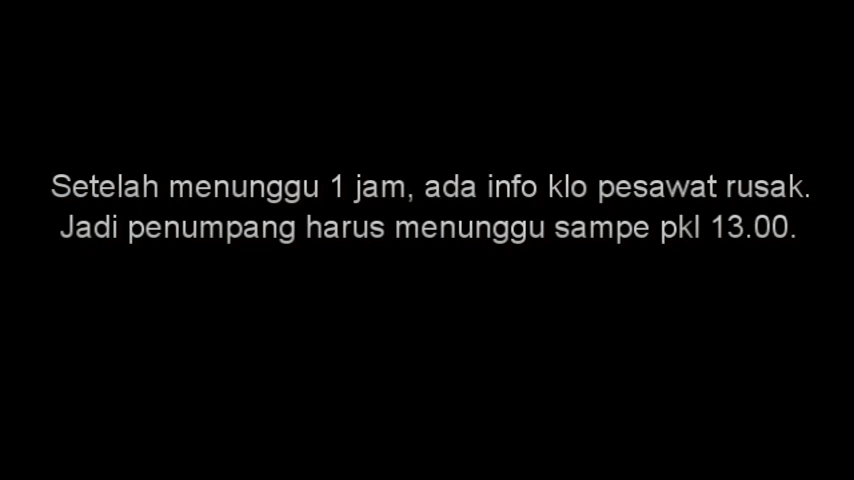 Setelah menunggu 1 jam, ada info klo pesawat rusak.
Jadi penumpang harus menunggu sampe pkl 13.00.